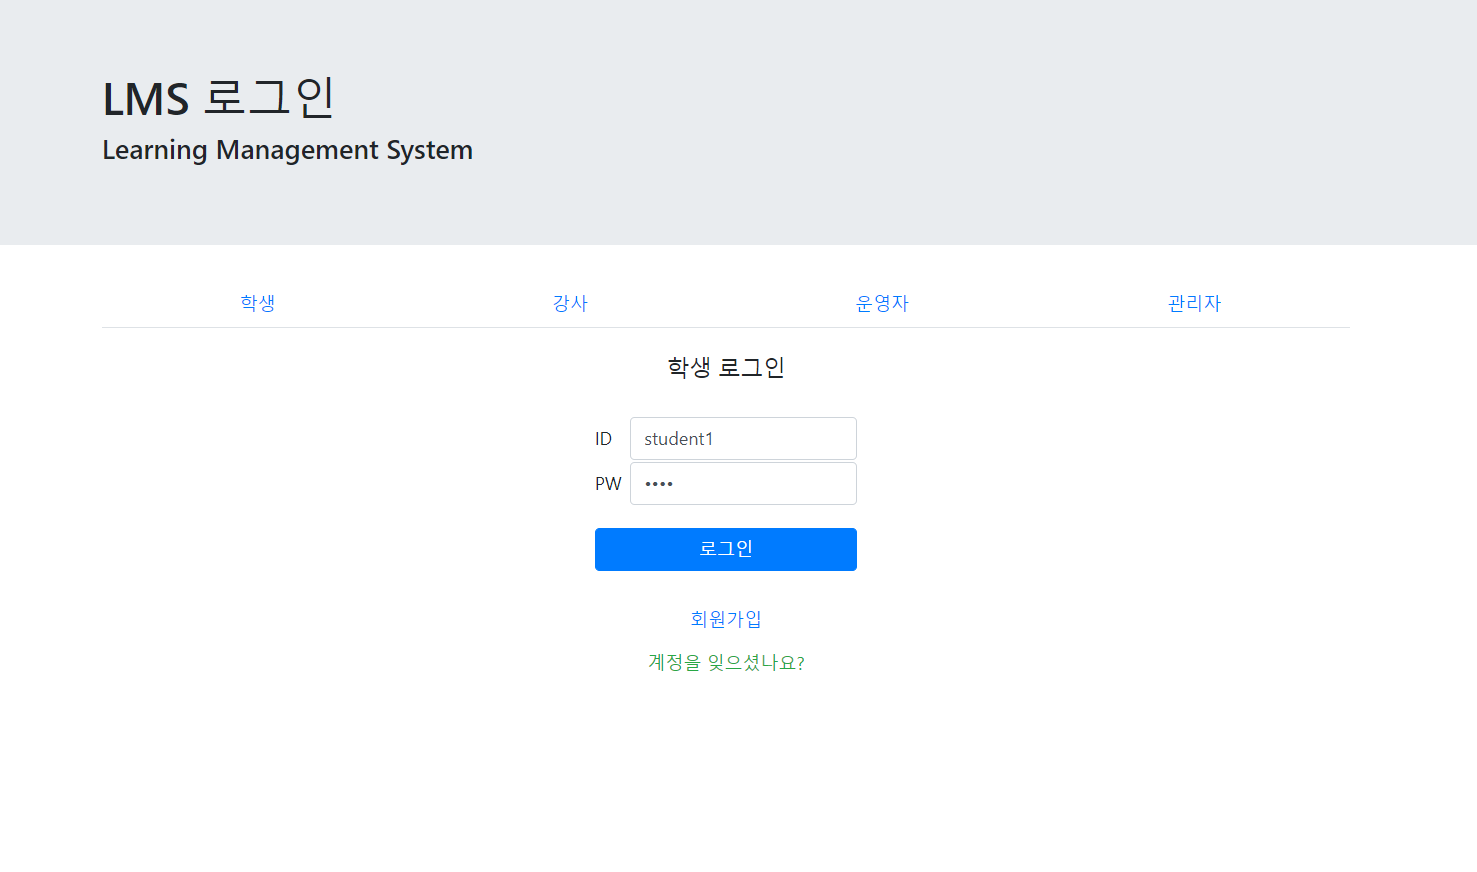 LMS 로그인
Learning Management System
학생 강사 운영자 관리자
학생 로그인
ID student1
PW ••••
로그인
회원가입
계정을 잊으셨나요?